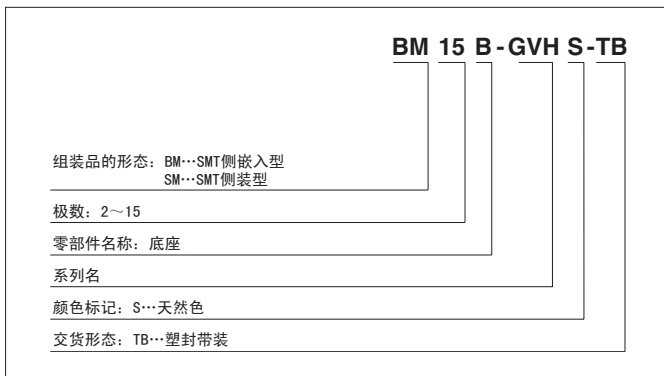 BM 15 B-GVH S-TB
组装品的形态：BM…SMT侧嵌入型
SM…SMT侧装型
极数：2～15
零部件名称：底座
系列名
颜色标记：S…天然色
交货形态：TB…塑封带装